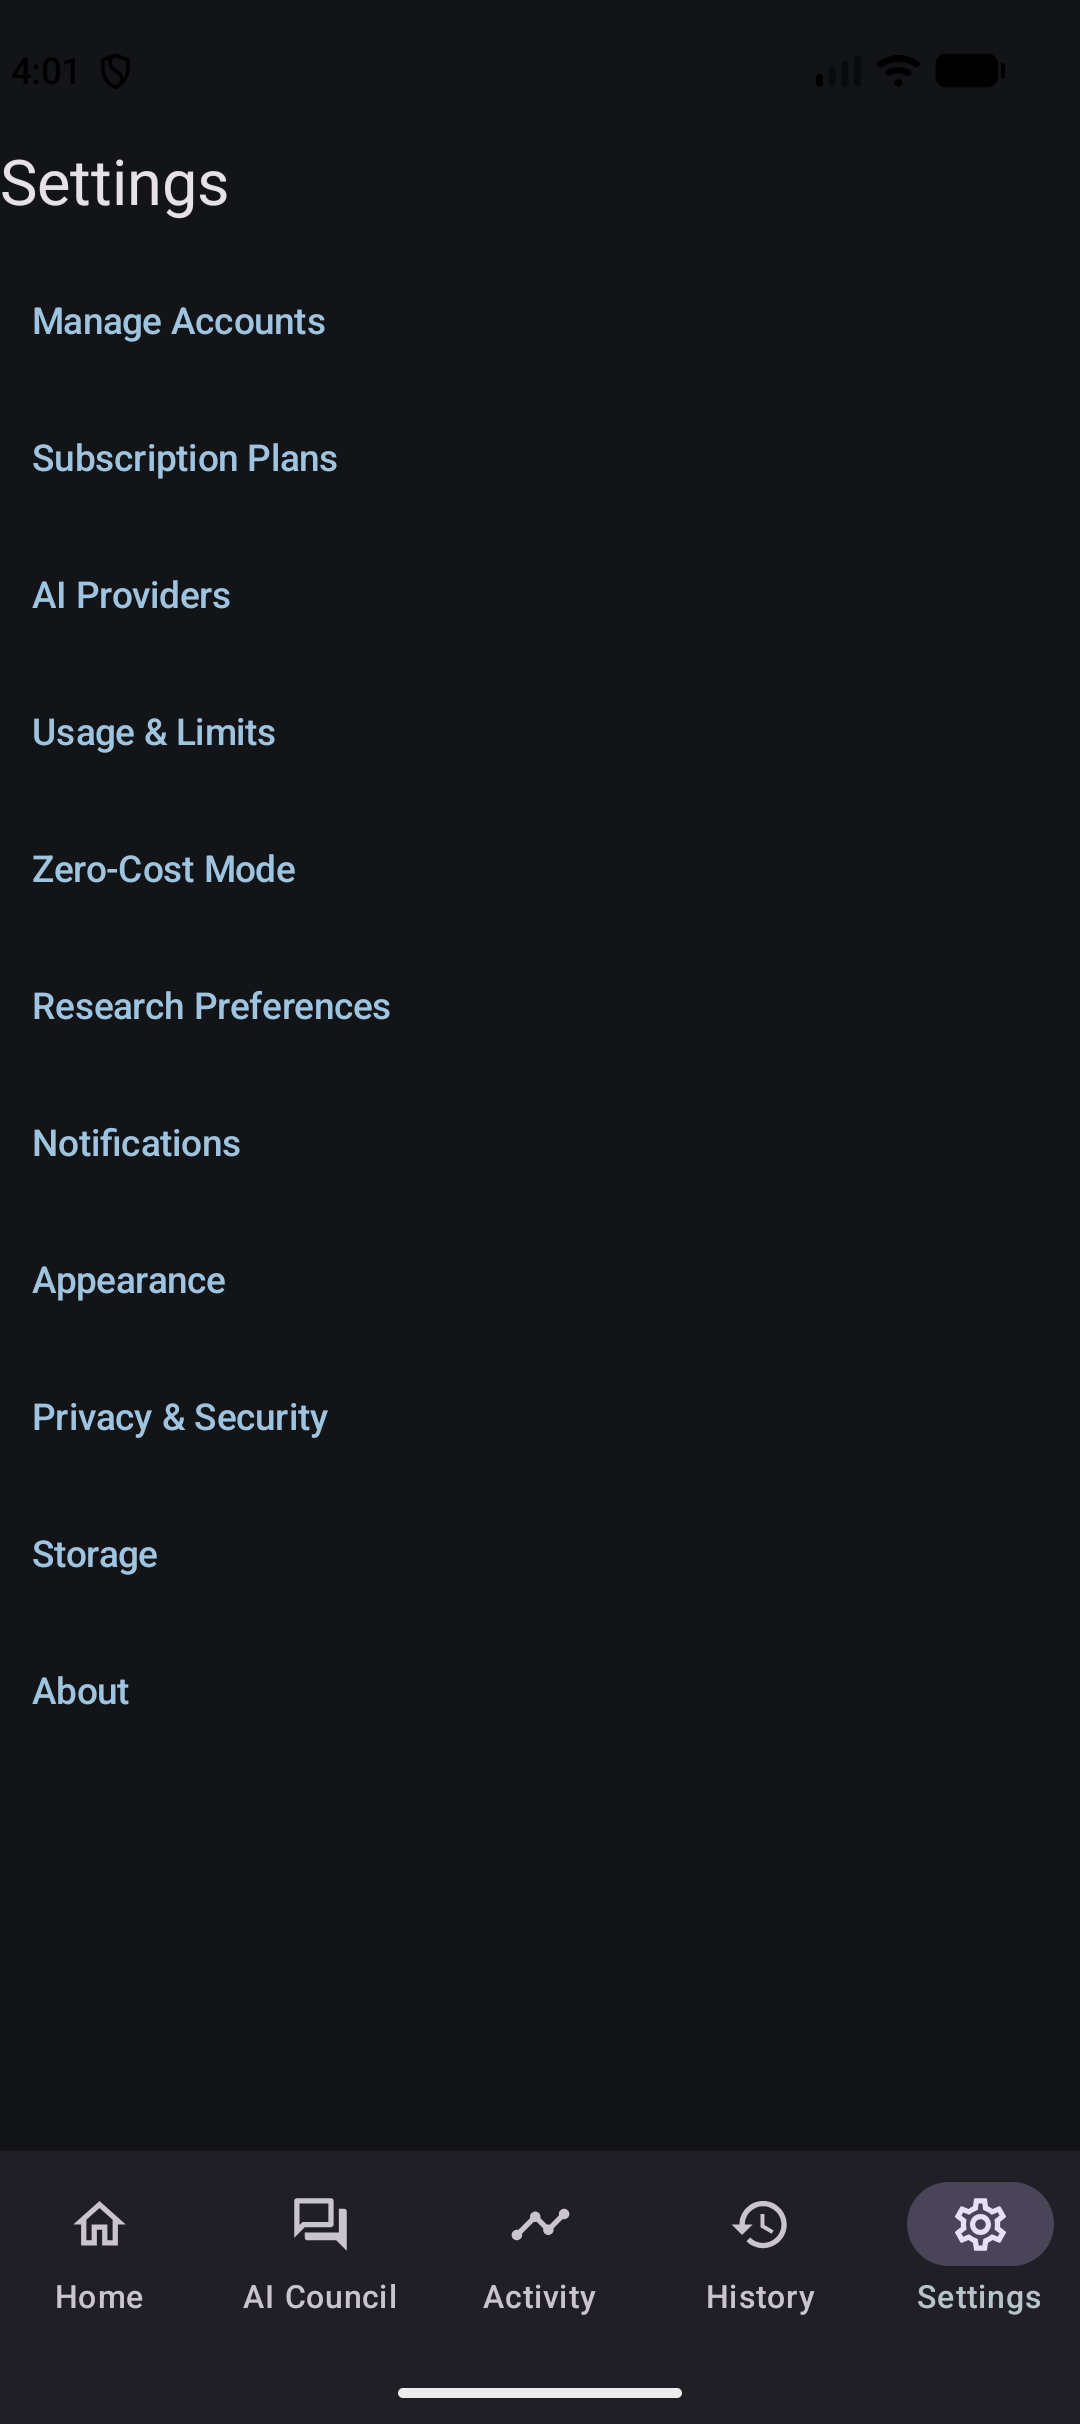 4:01
Settings
Manage Accounts
Subscription Plans
AI Providers
Usage & Limits
Zero-Cost Mode
Research Preferences
Notifications
Appearance
Privacy & Security
Storage
About
Home
AI Council
Activity
History
Settings